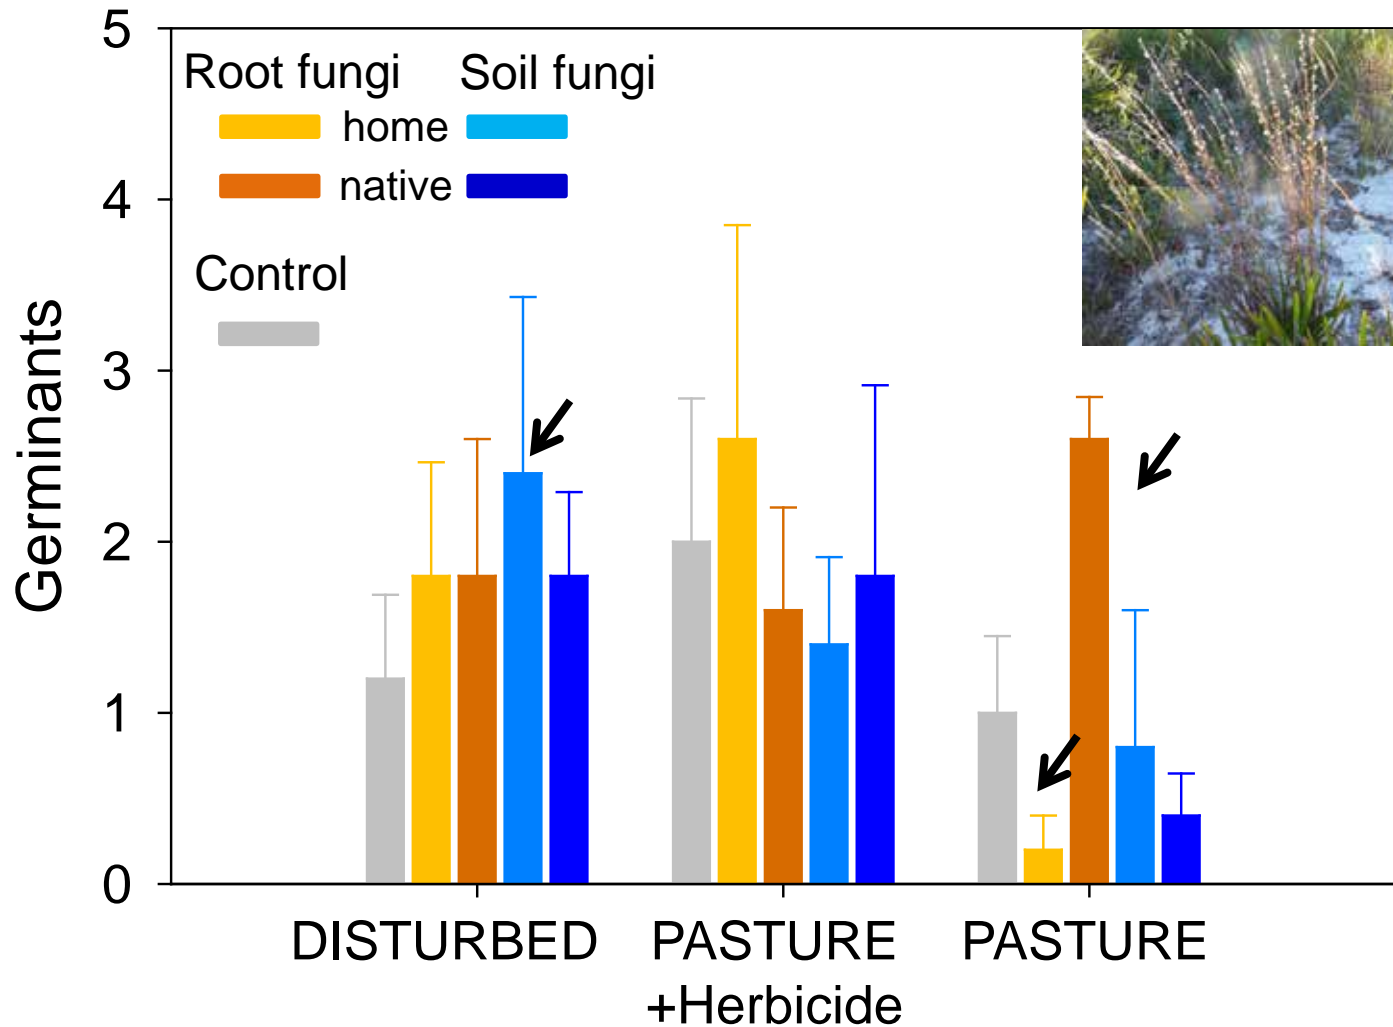 5
Root fungi Soil fungi
home
4
native
Control
3
2
1
0
Germinants
DISTURBED PASTURE PASTURE
+Herbicide